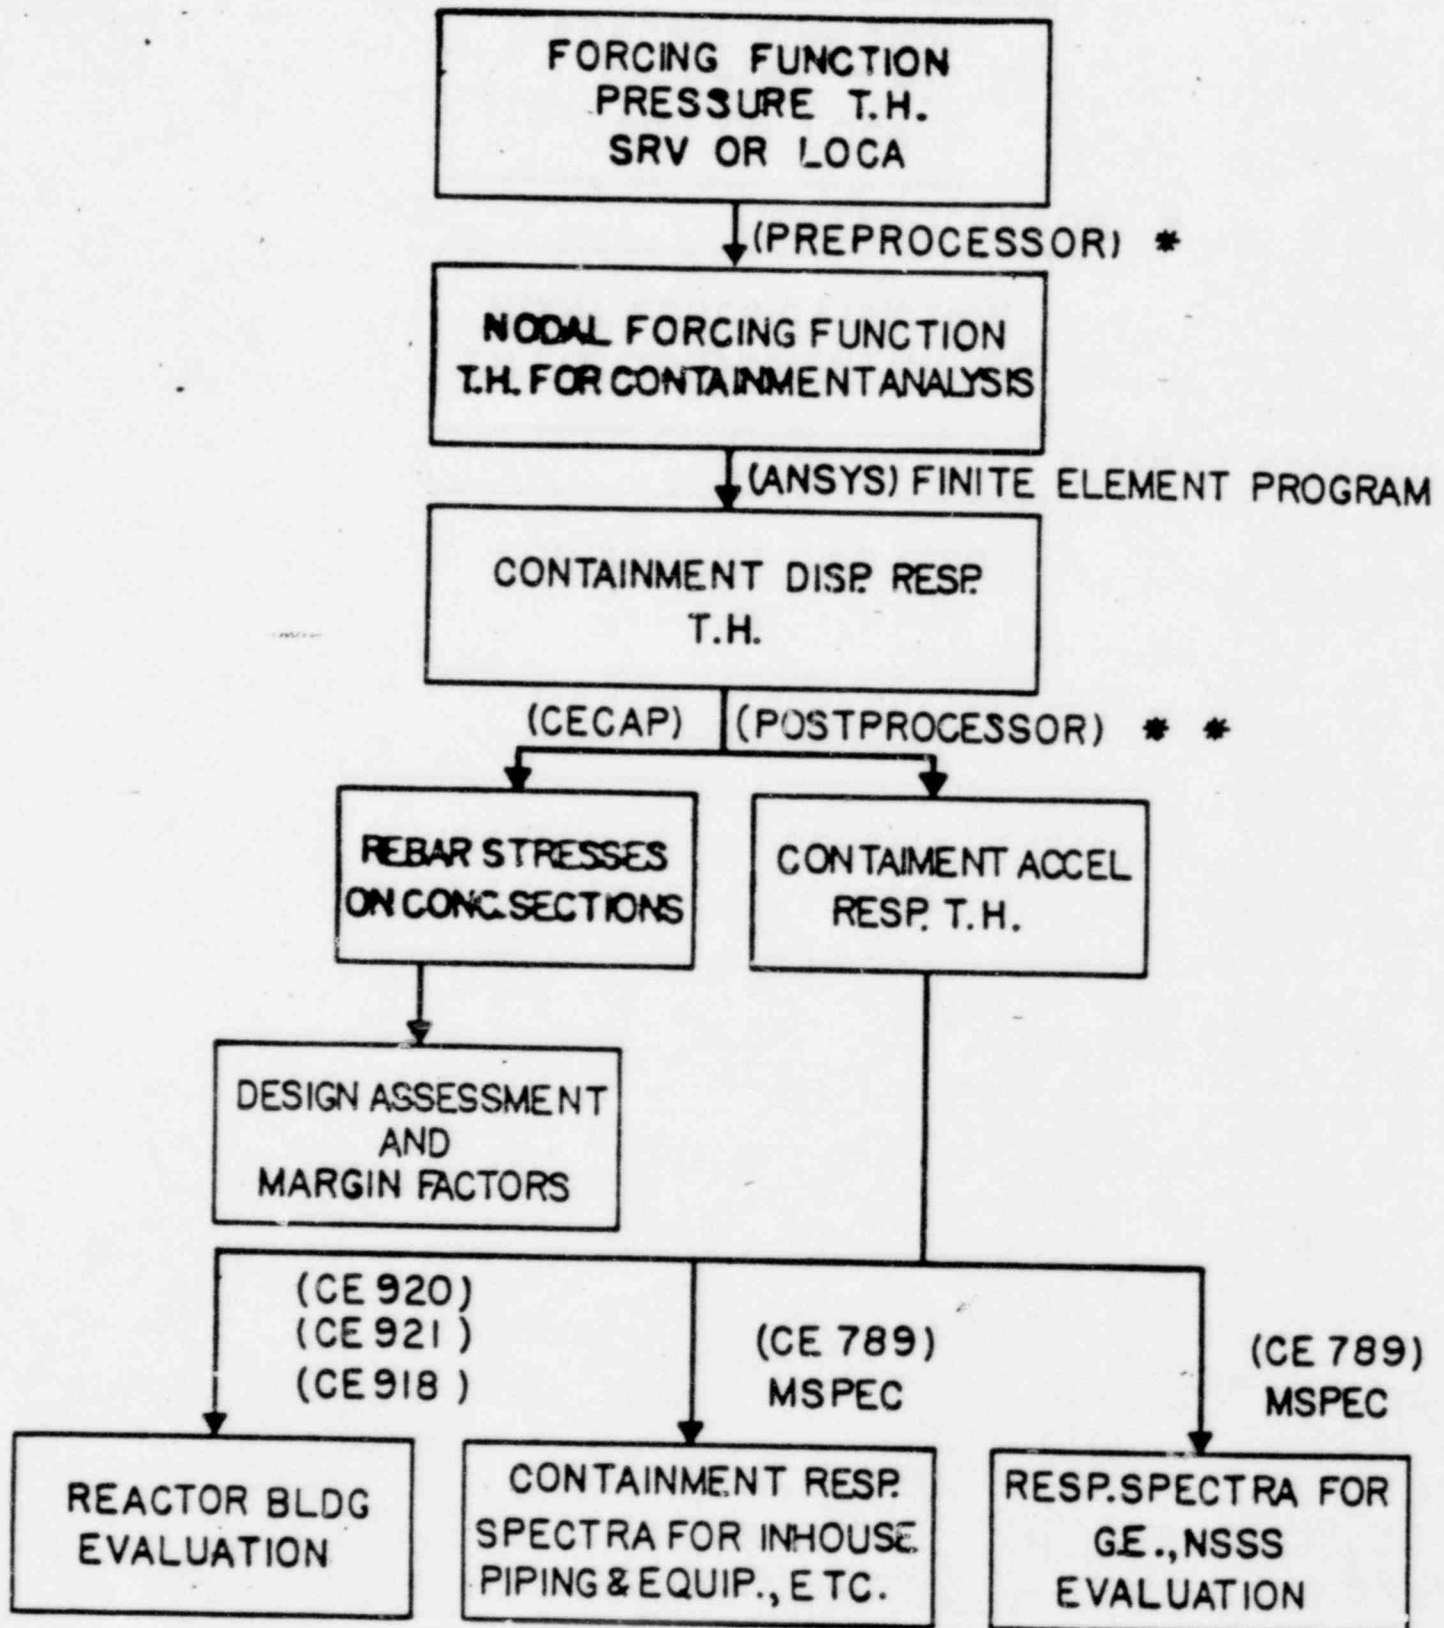 FORCING FUNCTION
PRESSURE T.H.
SRV OR LOCA
(PREPROCESSOR) *
NODAL FORCING FUNCTION
T.H. FOR CONTAINMENT ANALYSIS
(ANSYS) FINITE ELEMENT PROGRAM
CONTAINMENT DISP. RESP.
T.H.
(CECAP)
(POSTPROCESSOR) * *
REBAR STRESSES
ON CONC. SECTIONS
CONTAIMENT ACCEL
RESP. T.H.
DESIGN ASSESSMENT
AND
MARGIN FACTORS
(CE 920)
(CE 921)
(CE 918)
(CE 789)
MSPEC
(CE 789)
MSPEC
REACTOR BLDG
EVALUATION
CONTAINMENT RESP.
SPECTRA FOR INHOUSE
PIPING & EQUIP., ETC.
RESP. SPECTRA FOR
G.E., NSSS
EVALUATION